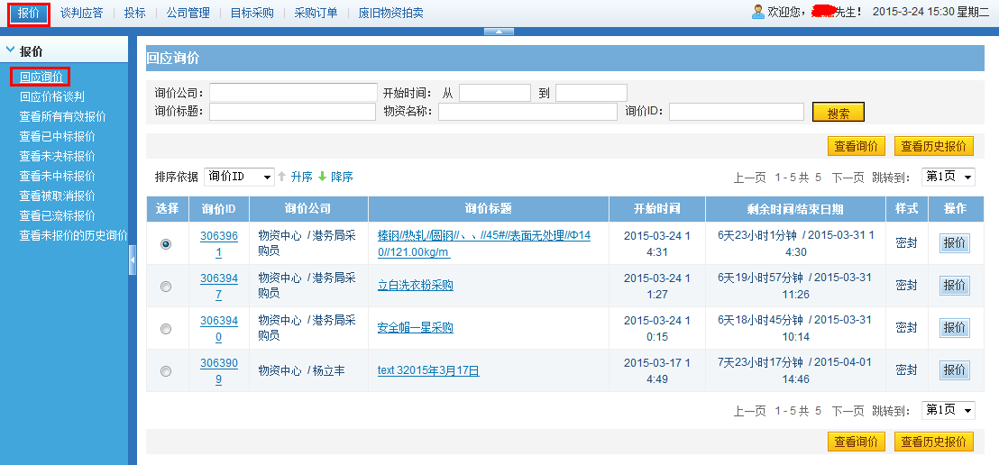 报价 谈判应答 投标 公司管理 目标采购 采购订单 废旧物资拍卖 欢迎您, 先生! 2015-3-24 15:30 星期二
报价
回应询价
回应价格谈判
查看所有有效报价
查看已中标报价
查看未决标报价
查看未中标报价
查看被取消报价
查看已流标报价
查看未报价的历史询价
回应询价
询价公司: 开始时间: 从 到
询价标题: 物资名称: 询价ID: 搜索
查看询价 查看历史报价
排序依据 询价ID 升序 降序 上一页 1 - 5 共 5 下一页 跳转到: 第1页
选择 询价ID 询价公司 询价标题 开始时间 剩余时间/结束日期 样式 操作
306396 物资中心 / 港务局采 棒钢//热轧//圆钢//、、//45#//表面无处理//Φ14 2015-03-24 1 6天23小时1分钟 / 2015-03-31 1 密封 报价
1 购员 0//121.00kg/m 4:31 4:30
306394 物资中心 / 港务局采 立白洗衣粉采购 2015-03-24 1 6天19小时57分钟 / 2015-03-31 密封 报价
7 购员 1:27 11:26
306394 物资中心 / 港务局采 安全帽—星采购 2015-03-24 1 6天18小时45分钟 / 2015-03-31 密封 报价
0 购员 0:15 10:14
306390 物资中心 / 杨立丰 text 32015年3月17日 2015-03-17 1 7天23小时17分钟 / 2015-04-01 密封 报价
9 4:49 14:46
上一页 1 - 5 共 5 下一页 跳转到: 第1页
查看询价 查看历史报价